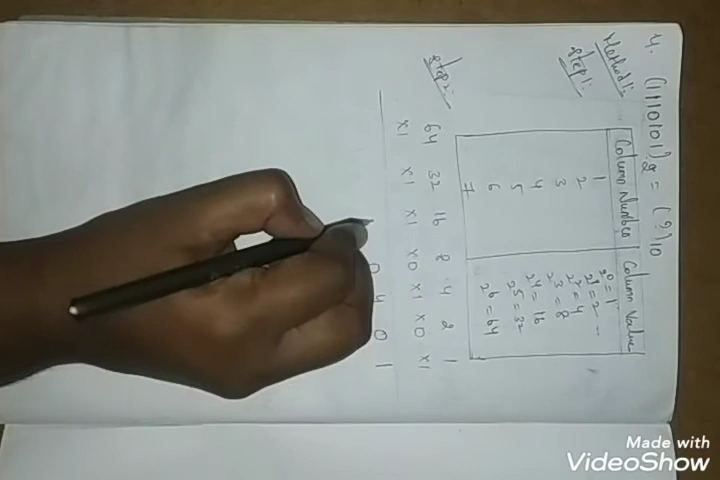 4. (1110101)₂ = (?)₁₀
Method1:
Step1:
Column Number Column Value
1 2⁰ = 1
2 2¹ = 2
3 2² = 4
4 2³ = 8
5 2⁴ = 16
6 2⁵ = 32
7 2⁶ = 64
Step2:
64 32 16 8 4 2 1
x1 x1 x1 x0 x1 x0 x1
0 4 0 1
Made with
VideoShow